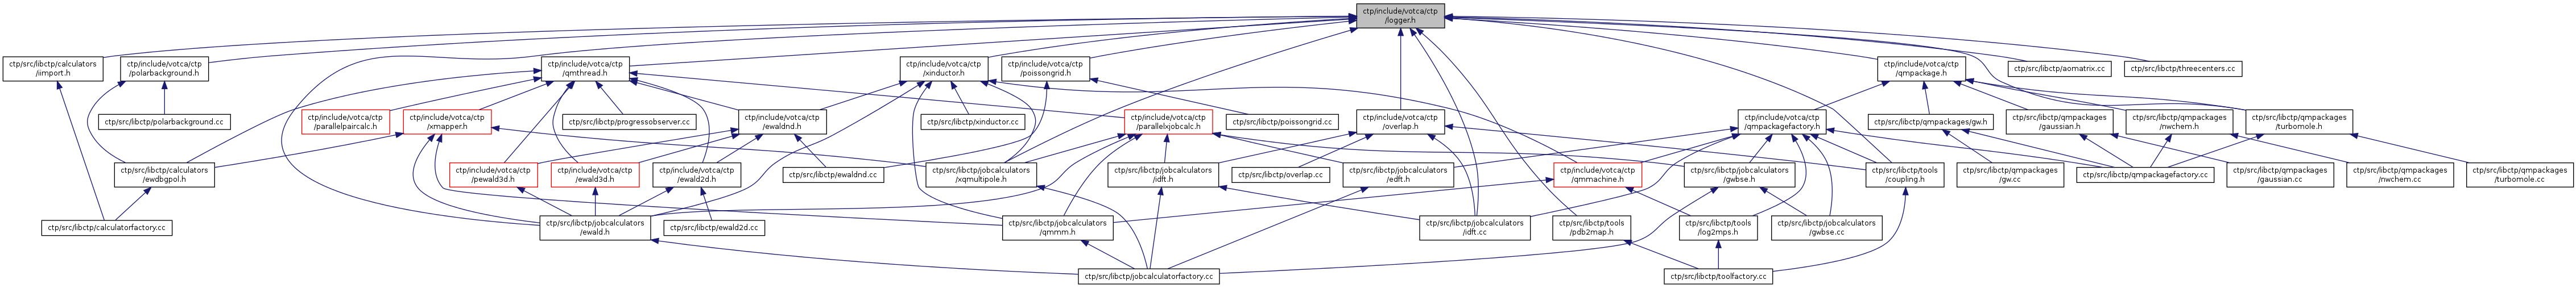 ctp/include/votca/ctp
/logger.h
ctp/src/libctp/calculators
/iimport.h
ctp/include/votca/ctp
/polarbackground.h
ctp/include/votca/ctp
/qmthread.h
ctp/include/votca/ctp
/xinductor.h
ctp/include/votca/ctp
/poissongrid.h
ctp/include/votca/ctp
/qmpackage.h
ctp/src/libctp/aomatrix.cc
ctp/src/libctp/threecenters.cc
ctp/src/libctp/polarbackground.cc
ctp/include/votca/ctp
/parallelpaircalc.h
ctp/include/votca/ctp
/xmapper.h
ctp/src/libctp/progressobserver.cc
ctp/include/votca/ctp
/ewaldnd.h
ctp/src/libctp/xinductor.cc
ctp/include/votca/ctp
/parallelxjobcalc.h
ctp/src/libctp/poissongrid.cc
ctp/include/votca/ctp
/overlap.h
ctp/include/votca/ctp
/qmpackagefactory.h
ctp/src/libctp/qmpackages/gw.h
ctp/src/libctp/qmpackages
/gaussian.h
ctp/src/libctp/qmpackages
/nwchem.h
ctp/src/libctp/qmpackages
/turbomole.h
ctp/src/libctp/calculators
/ewdbgpol.h
ctp/include/votca/ctp
/pewald3d.h
ctp/include/votca/ctp
/ewald3d.h
ctp/include/votca/ctp
/ewald2d.h
ctp/src/libctp/ewaldnd.cc
ctp/src/libctp/jobcalculators
/xqmultipole.h
ctp/src/libctp/jobcalculators
/idft.h
ctp/src/libctp/overlap.cc
ctp/src/libctp/jobcalculators
/edft.h
ctp/include/votca/ctp
/qmmachine.h
ctp/src/libctp/jobcalculators
/gwbse.h
ctp/src/libctp/tools
/coupling.h
ctp/src/libctp/qmpackages
/gw.cc
ctp/src/libctp/qmpackagefactory.cc
ctp/src/libctp/qmpackages
/gaussian.cc
ctp/src/libctp/qmpackages
/nwchem.cc
ctp/src/libctp/qmpackages
/turbomole.cc
ctp/src/libctp/calculatorfactory.cc
ctp/src/libctp/jobcalculators
/ewald.h
ctp/src/libctp/ewald2d.cc
ctp/src/libctp/jobcalculators
/qmmm.h
ctp/src/libctp/jobcalculators
/idft.cc
ctp/src/libctp/tools
/pdb2map.h
ctp/src/libctp/tools
/log2mps.h
ctp/src/libctp/jobcalculators
/gwbse.cc
ctp/src/libctp/jobcalculatorfactory.cc
ctp/src/libctp/toolfactory.cc